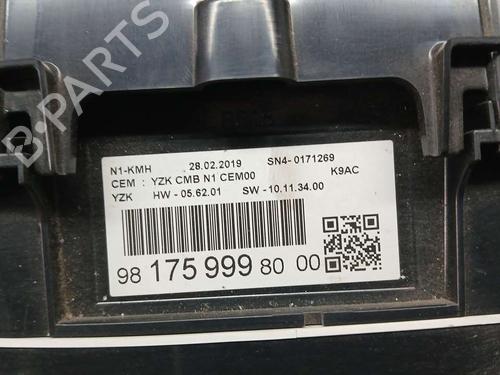 N1-KMH 28.02.2019 SN4-0171269
CEM : YZK CMB N1 CEM00 K9AC
YZK HW - 05.62.01 SW - 10.11.34.00
98 175 999 80 00
B-PARTS